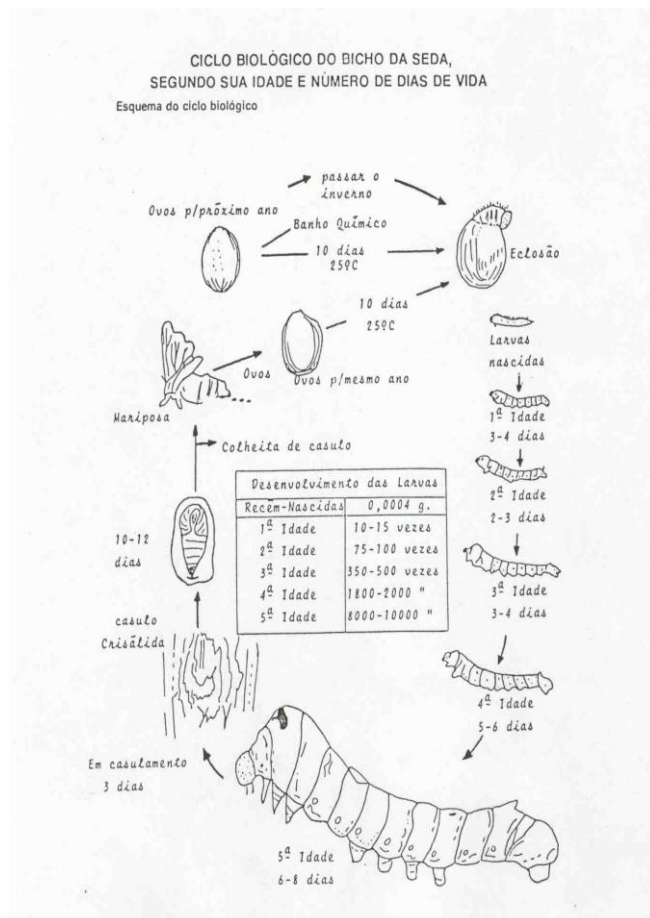 CICLO BIOLÓGICO DO BICHO DA SEDA,
SEGUNDO SUA IDADE E NÚMERO DE DIAS DE VIDA
Esquema do ciclo biológico
passar o
inverno
Ovos p/próximo ano
Banho Químico
10 dias
25ºC
Eclosão
10 dias
25ºC
Ovos
Ovos p/mesmo ano
Mariposa
Larvas
nascidas
1ª Idade
3-4 dias
Colheita de casulo
2ª Idade
2-3 dias
Desenvolvimento das Larvas
Recém-Nascidas 0,0004 g.
1ª Idade 10-15 vezes
2ª Idade 75-100 vezes
3ª Idade 350-500 vezes
4ª Idade 1800-2000 "
5ª Idade 8000-10000 "
10-12
dias
3ª Idade
3-4 dias
casulo
Crisálida
4ª Idade
5-6 dias
Em casulamento
3 dias
5ª Idade
6-8 dias